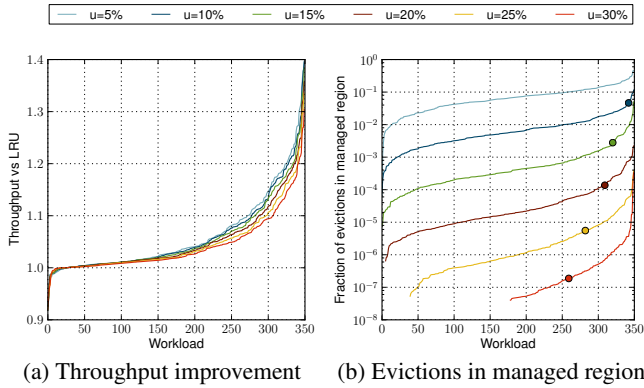 u=5% u=10% u=15% u=20% u=25% u=30%
Throughput vs LRU
1.4
1.3
1.2
1.1
1.0
0.9
0 50 100 150 200 250 300 350
Workload
(a) Throughput improvement
Fraction of evictions in managed region
10⁰
10⁻¹
10⁻²
10⁻³
10⁻⁴
10⁻⁵
10⁻⁶
10⁻⁷
10⁻⁸
0 50 100 150 200 250 300 350
Workload
(b) Evictions in managed region